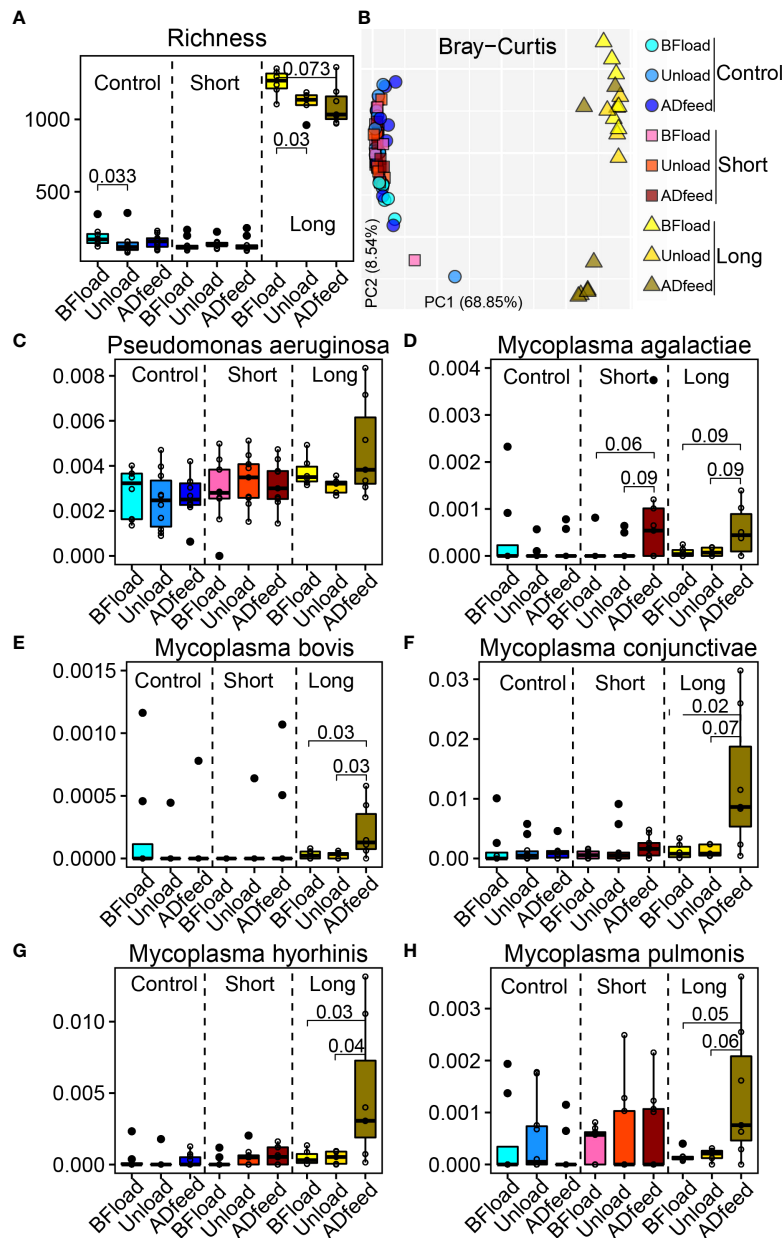 A
Richness
Control
Short
Long
1000
500
0.033
0.073
0.03
BFload
Unload
ADfeed
BFload
Unload
ADfeed
BFload
Unload
ADfeed
B
Bray−Curtis
PC2 (8.54%)
PC1 (68.85%)
BFload
Unload
ADfeed
Control
BFload
Unload
ADfeed
Short
BFload
Unload
ADfeed
Long
C
Pseudomonas aeruginosa
Control
Short
Long
0.008
0.006
0.004
0.002
0.000
BFload
Unload
ADfeed
BFload
Unload
ADfeed
BFload
Unload
ADfeed
D
Mycoplasma agalactiae
Control
Short
Long
0.004
0.003
0.002
0.001
0.000
0.06
0.09
0.09
0.09
BFload
Unload
ADfeed
BFload
Unload
ADfeed
BFload
Unload
ADfeed
E
Mycoplasma bovis
Control
Short
Long
0.0015
0.0010
0.0005
0.0000
0.03
0.03
BFload
Unload
ADfeed
BFload
Unload
ADfeed
BFload
Unload
ADfeed
F
Mycoplasma conjunctivae
Control
Short
Long
0.03
0.02
0.01
0.00
0.02
0.07
BFload
Unload
ADfeed
BFload
Unload
ADfeed
BFload
Unload
ADfeed
G
Mycoplasma hyorhinis
Control
Short
Long
0.010
0.005
0.000
0.03
0.04
BFload
Unload
ADfeed
BFload
Unload
ADfeed
BFload
Unload
ADfeed
H
Mycoplasma pulmonis
Control
Short
Long
0.003
0.002
0.001
0.000
0.05
0.06
BFload
Unload
ADfeed
BFload
Unload
ADfeed
BFload
Unload
ADfeed